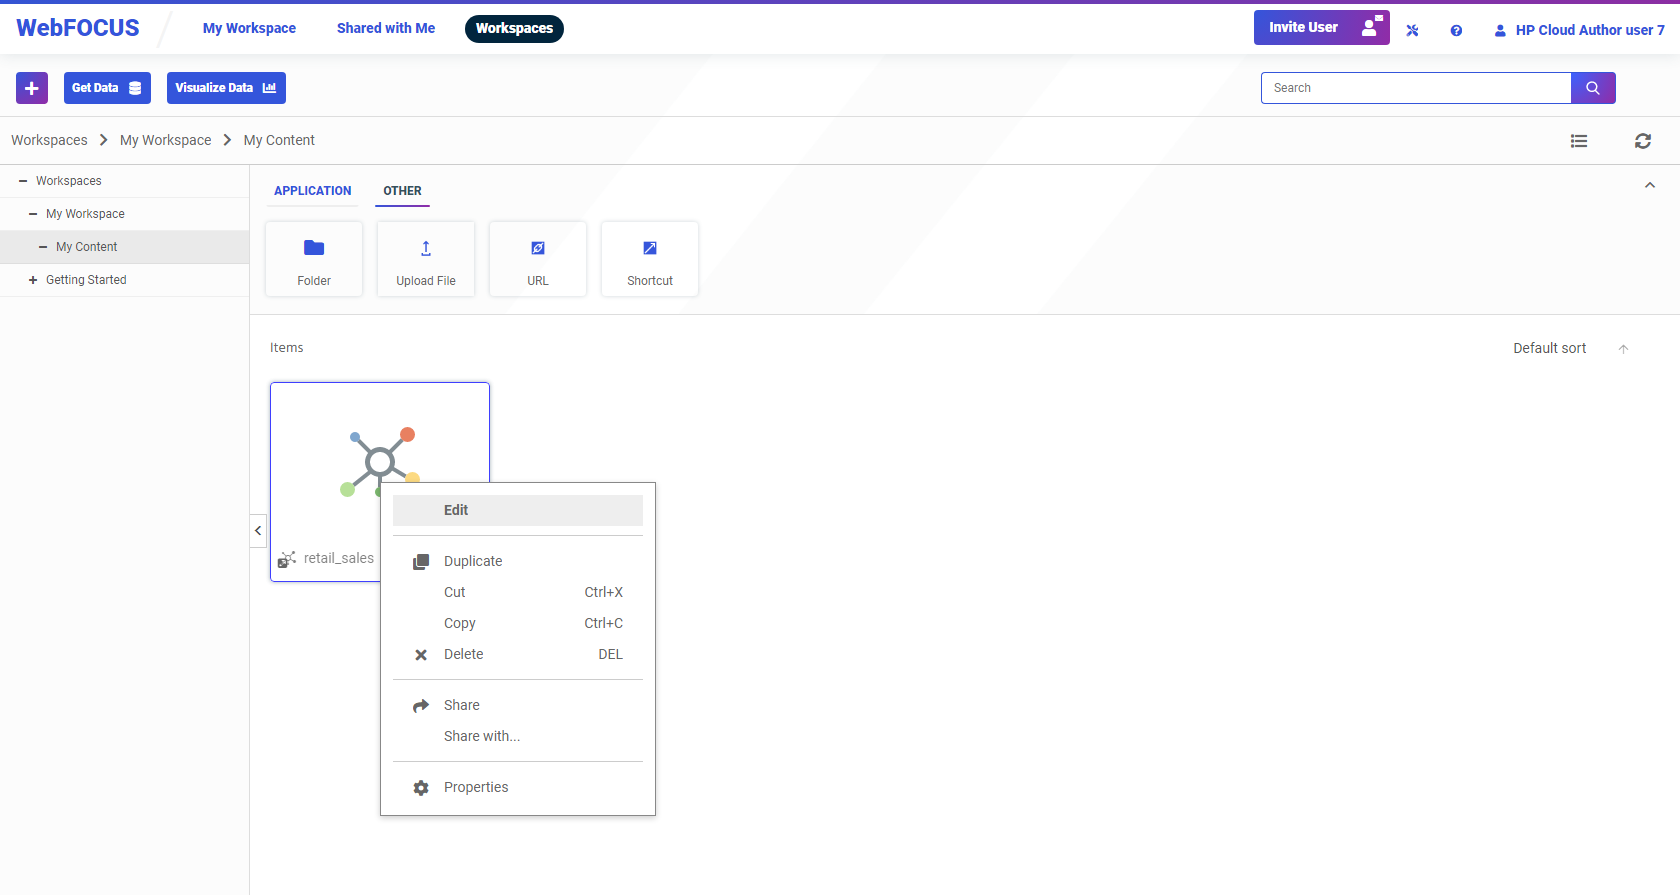 WebFOCUS
My Workspace
Shared with Me
Workspaces
Invite User
HP Cloud Author user 7
Get Data
Visualize Data
Search
Workspaces
My Workspace
My Content
Workspaces
My Workspace
My Content
Getting Started
APPLICATION
OTHER
Folder
Upload File
URL
Shortcut
Items
Default sort
retail_sales
Edit
Duplicate
Cut Ctrl+X
Copy Ctrl+C
Delete DEL
Share
Share with...
Properties